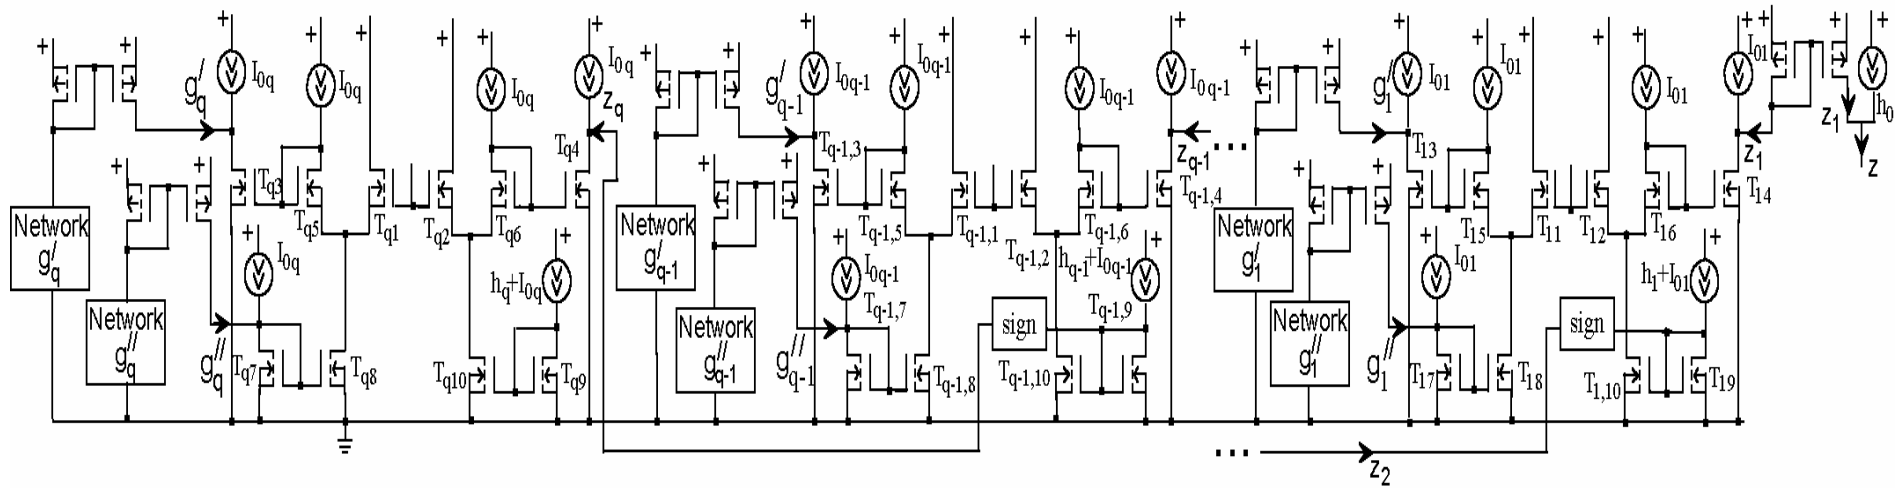 + + + + + + + + + + + + + + + + + + + + + + + +
g′q I0q I0q I0q I0q zq
g′q-1 I0q-1 I0q-1 I0q-1 I0q-1
g′1 I01 I01 I01 I01 z1 h0
z
Tq3 Tq5 Tq1 Tq2 Tq6 Tq4
Tq-1,3 Tq-1,5 Tq-1,1 Tq-1,2 Tq-1,6 Tq-1,4 zq-1 ...
T13 T15 T11 T12 T16 T14 z1
Network
g′q
Network
g′q-1
Network
g′1
+ I0q + hq+I0q
+ I0q-1 + hq-1+I0q-1
+ I01 + h1+I01
Network
g″q
Network
g″q-1
Network
g″1
g″q Tq7 Tq8 Tq10 Tq9
g″q-1 Tq-1,7 Tq-1,8 sign Tq-1,10 Tq-1,9
g″1 T17 T18 sign T1,10 T19
... z2